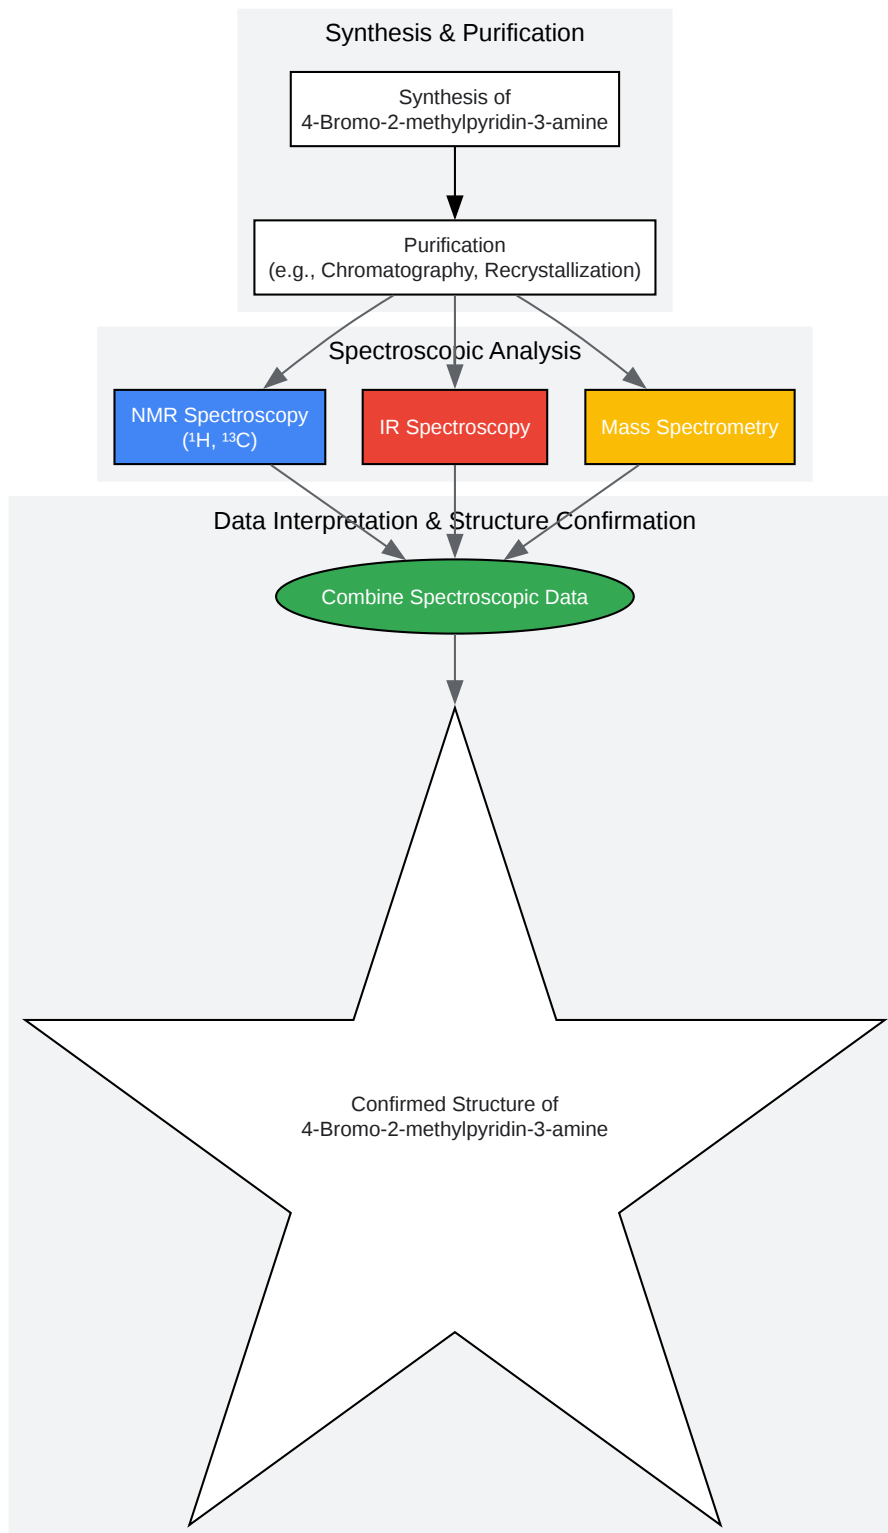 Synthesis & Purification
Synthesis of
4-Bromo-2-methylpyridin-3-amine
Purification
(e.g., Chromatography, Recrystallization)
Spectroscopic Analysis
NMR Spectroscopy
(¹H, ¹³C)
IR Spectroscopy
Mass Spectrometry
Data Interpretation & Structure Confirmation
Combine Spectroscopic Data
Confirmed Structure of
4-Bromo-2-methylpyridin-3-amine